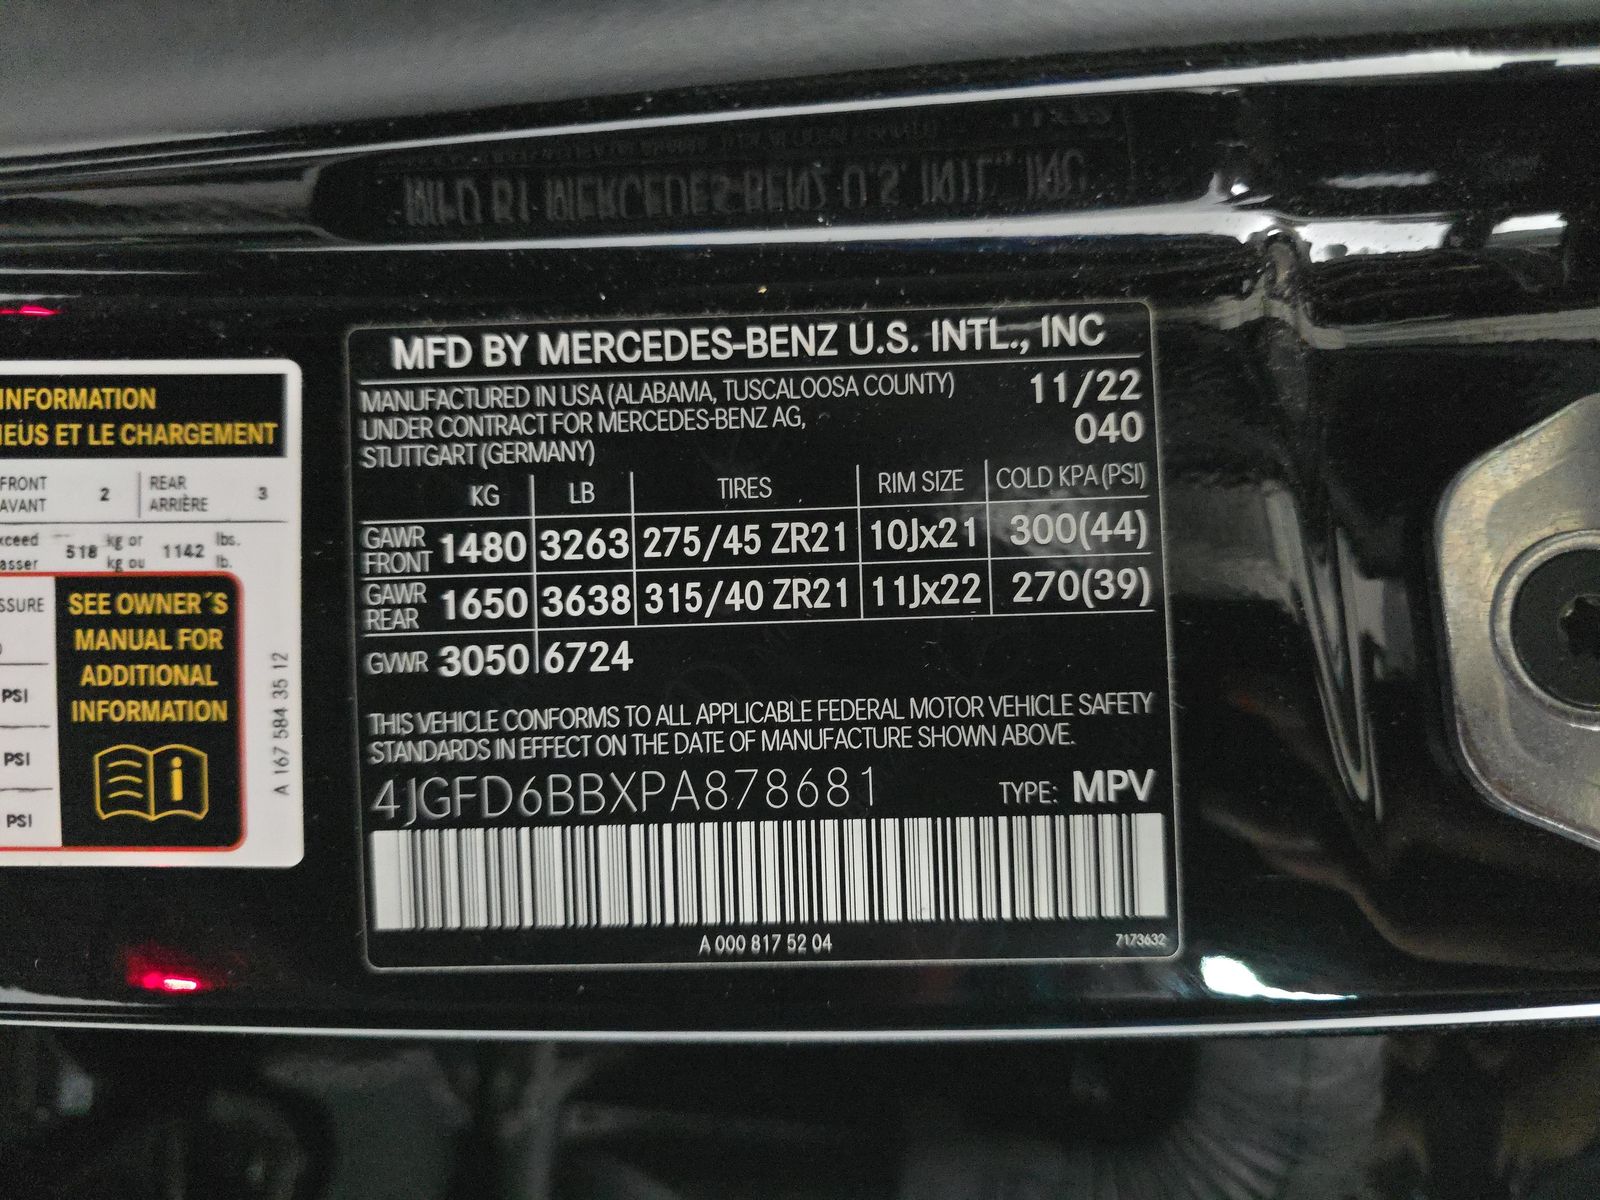 MFD BY MERCEDES-BENZ U.S. INTL., INC
MANUFACTURED IN USA (ALABAMA, TUSCALOOSA COUNTY) 11/22
UNDER CONTRACT FOR MERCEDES-BENZ AG, 040
STUTTGART (GERMANY)
KG LB TIRES RIM SIZE COLD KPA (PSI)
GAWR FRONT 1480 3263 275/45 ZR21 10Jx21 300(44)
GAWR REAR 1650 3638 315/40 ZR21 11Jx22 270(39)
GVWR 3050 6724
THIS VEHICLE CONFORMS TO ALL APPLICABLE FEDERAL MOTOR VEHICLE SAFETY
STANDARDS IN EFFECT ON THE DATE OF MANUFACTURE SHOWN ABOVE.
4JGFD6BBXPA878681 TYPE: MPV
A 000 817 52 04 7173632
INFORMATION
NEUS ET LE CHARGEMENT
FRONT 2 REAR 3
AVANT ARRIÈRE
xceed 518 kg or 1142 lbs.
asser kg ou lb.
SSURE
PSI
PSI
PSI
SEE OWNER´S
MANUAL FOR
ADDITIONAL
INFORMATION
i
A 167 584 35 12